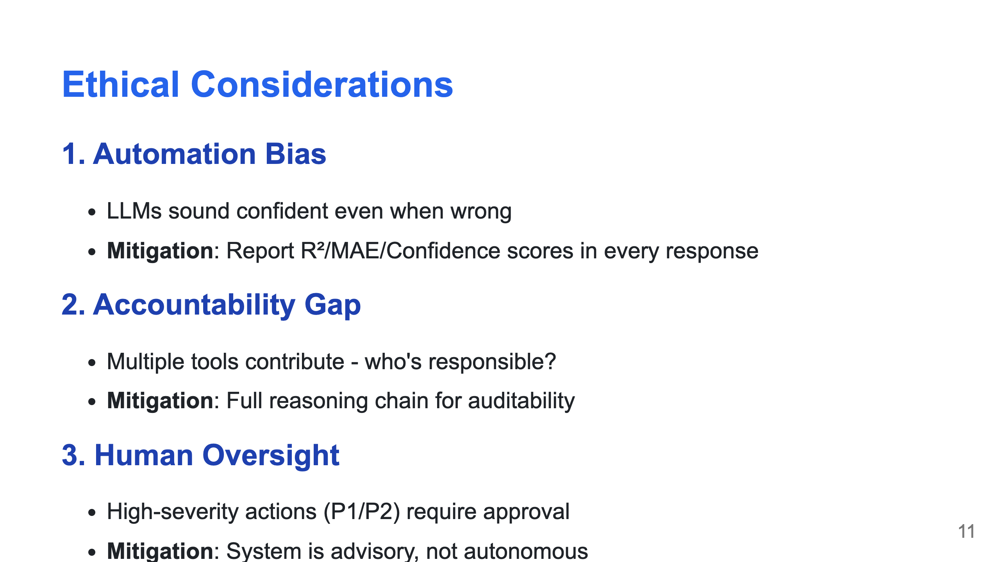 Ethical Considerations
1. Automation Bias
• LLMs sound confident even when wrong
• Mitigation: Report R²/MAE/Confidence scores in every response
2. Accountability Gap
• Multiple tools contribute - who's responsible?
• Mitigation: Full reasoning chain for auditability
3. Human Oversight
• High-severity actions (P1/P2) require approval
• Mitigation: System is advisory, not autonomous
11